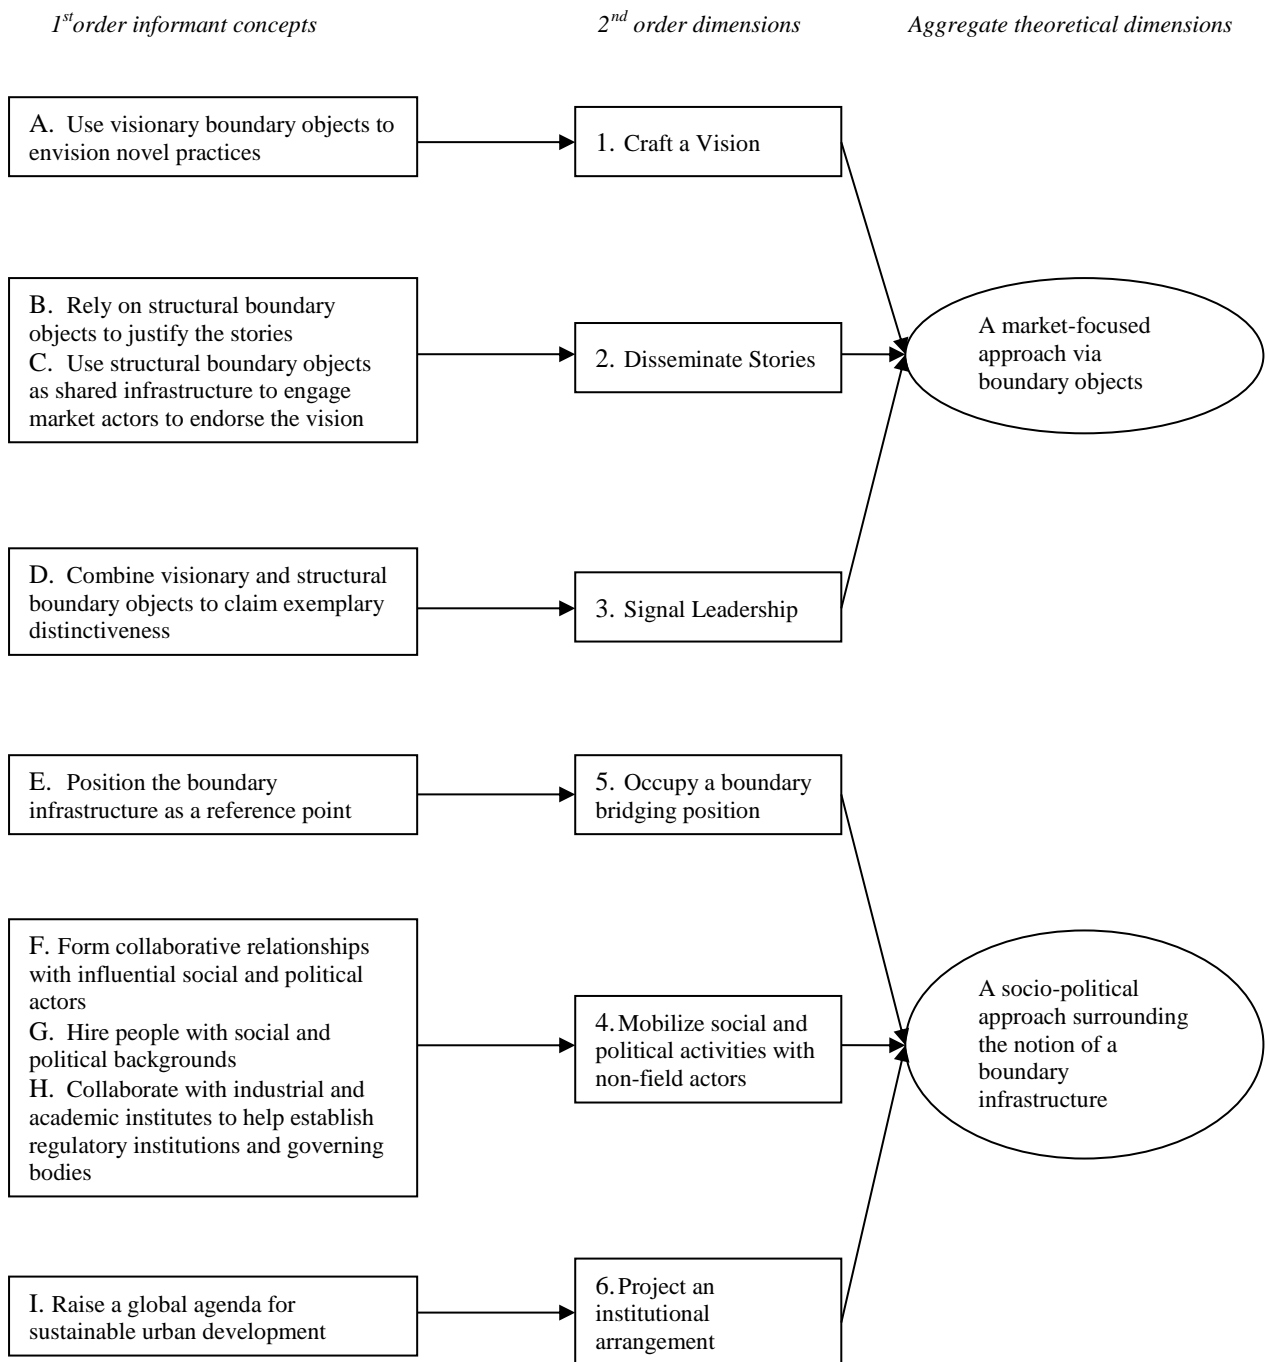 1st order informant concepts
2nd order dimensions
Aggregate theoretical dimensions
A. Use visionary boundary objects to
envision novel practices
1. Craft a Vision
B. Rely on structural boundary
objects to justify the stories
C. Use structural boundary objects
as shared infrastructure to engage
market actors to endorse the vision
2. Disseminate Stories
A market-focused
approach via
boundary objects
D. Combine visionary and structural
boundary objects to claim exemplary
distinctiveness
3. Signal Leadership
E. Position the boundary
infrastructure as a reference point
5. Occupy a boundary
bridging position
F. Form collaborative relationships
with influential social and political
actors
G. Hire people with social and
political backgrounds
H. Collaborate with industrial and
academic institutes to help establish
regulatory institutions and governing
bodies
4. Mobilize social and
political activities with
non-field actors
A socio-political
approach surrounding
the notion of a
boundary
infrastructure
I. Raise a global agenda for
sustainable urban development
6. Project an
institutional
arrangement